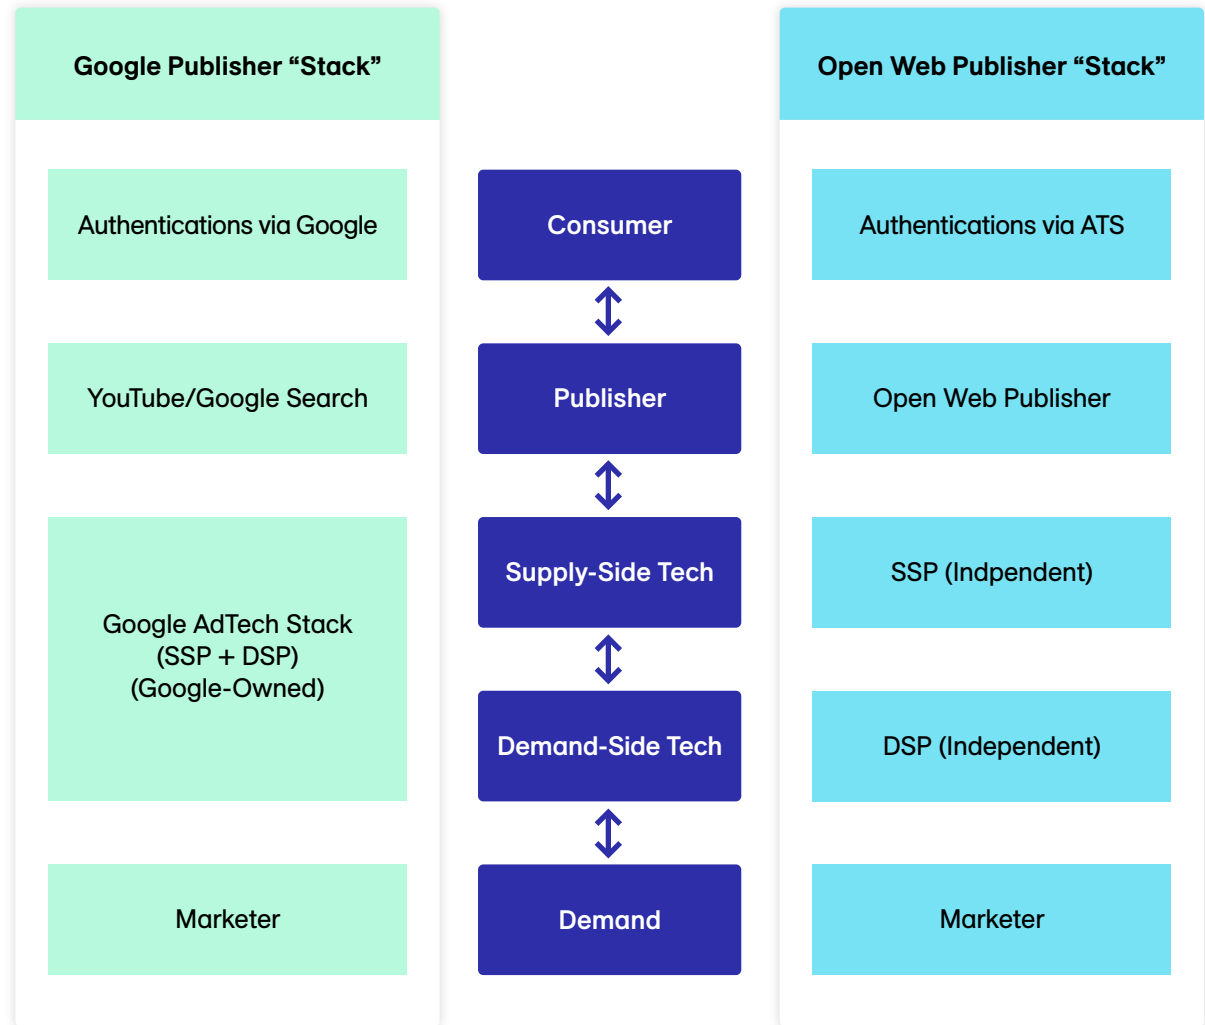 Google Publisher “Stack”
Open Web Publisher “Stack”
Authentications via Google
Consumer
Authentications via ATS
YouTube/Google Search
Publisher
Open Web Publisher
Google AdTech Stack
(SSP + DSP)
(Google-Owned)
Supply-Side Tech
SSP (Indpendent)
Demand-Side Tech
DSP (Independent)
Marketer
Demand
Marketer